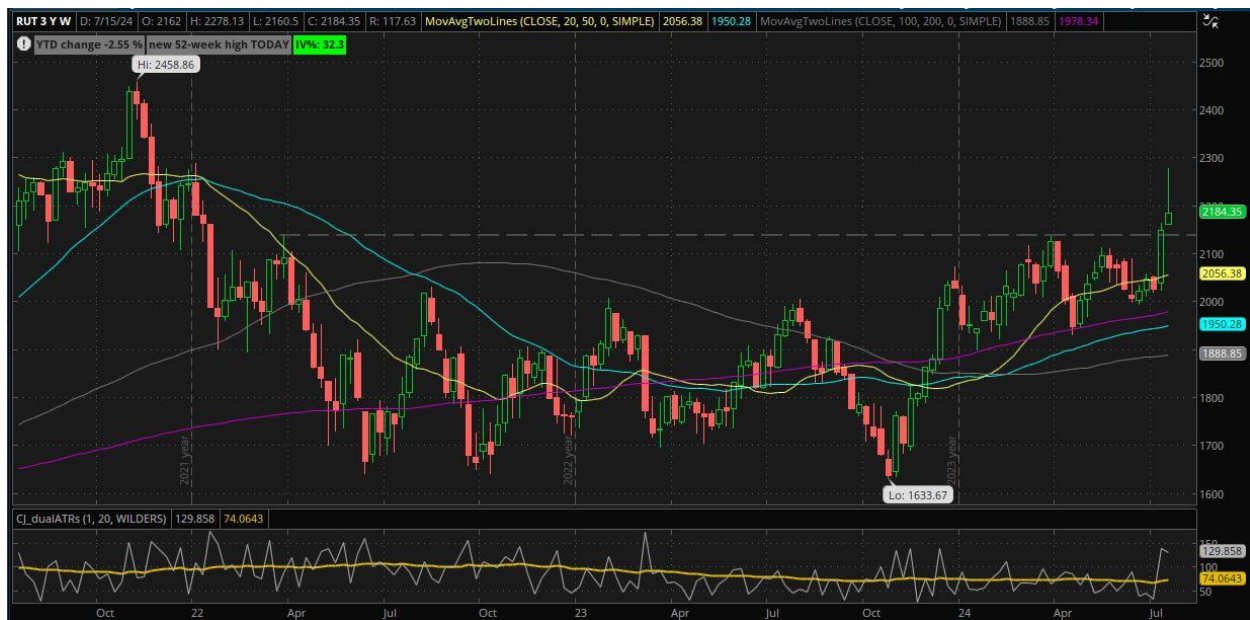 RUT 3 Y W D: 7/15/24 O: 2162 H: 2278.13 L: 2160.5 C: 2184.35 R: 117.63 MovAvgTwoLines (CLOSE, 20, 50, 0, SIMPLE) 2056.38 1950.28 MovAvgTwoLines (CLOSE, 100, 200, 0, SIMPLE) 1888.85 1978.34
YTD change -2.55 % new 52-week high TODAY IV%: 32.3
Hi: 2458.86
2500
2400
2300
2200
2184.35
2100
2056.38
2000
1950.28
1888.85
1800
1700
1600
2021 year
2022 year
2023 year
Lo: 1633.67
CJ_dualATRs (1, 20, WILDERS) 129.858 74.0643
150
129.858
100
74.0643
50
Oct 22 Apr Jul Oct 23 Apr Jul Oct 24 Apr Jul